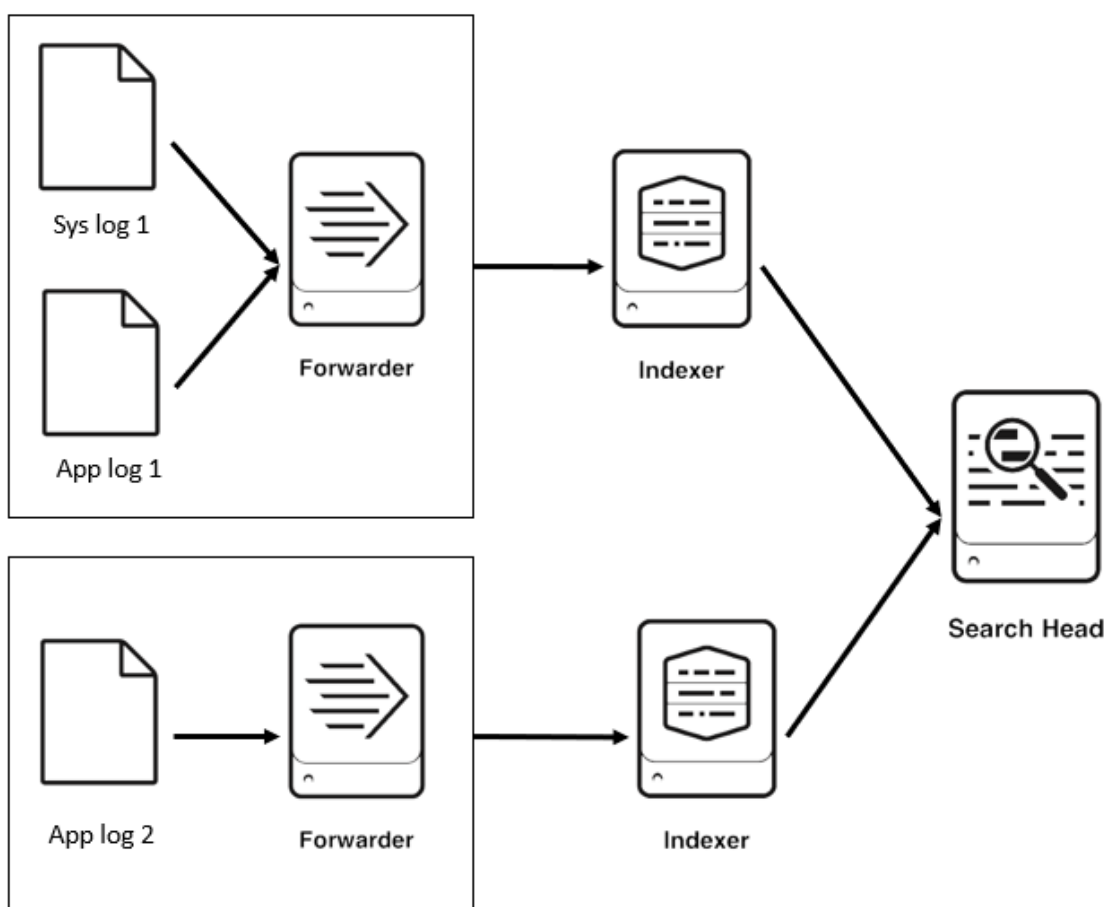 Sys log 1
Forwarder
Indexer
App log 1
Search Head
App log 2
Forwarder
Indexer